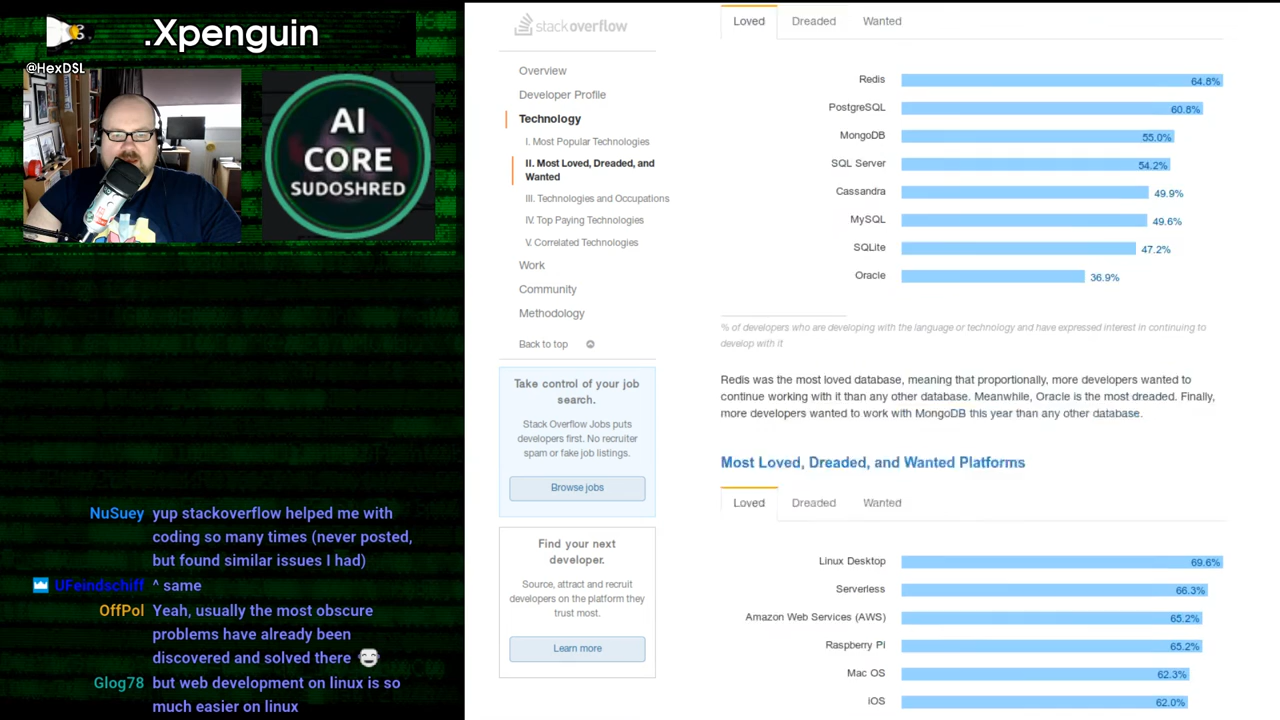 .Xpenguin
@HexDSL
AI
CORE
SUDOSHRED
NuSuey yup stackoverflow helped me with
coding so many times (never posted,
but found similar issues I had)
UFeindschiff ^ same
OffPol Yeah, usually the most obscure
problems have already been
discovered and solved there
Glog78 but web development on linux is so
much easier on linux
stackoverflow
Overview
Developer Profile
Technology
I. Most Popular Technologies
II. Most Loved, Dreaded, and
Wanted
III. Technologies and Occupations
IV. Top Paying Technologies
V. Correlated Technologies
Work
Community
Methodology
Back to top
Take control of your job
search.
Stack Overflow Jobs puts
developers first. No recruiter
spam or fake job listings.
Browse jobs
Find your next
developer.
Source, attract and recruit
developers on the platform they
trust most.
Learn more
Loved Dreaded Wanted
Redis 64.8%
PostgreSQL 60.8%
MongoDB 55.0%
SQL Server 54.2%
Cassandra 49.9%
MySQL 49.6%
SQLite 47.2%
Oracle 36.9%
% of developers who are developing with the language or technology and have expressed interest in continuing to
develop with it
Redis was the most loved database, meaning that proportionally, more developers wanted to
continue working with it than any other database. Meanwhile, Oracle is the most dreaded. Finally,
more developers wanted to work with MongoDB this year than any other database.
Most Loved, Dreaded, and Wanted Platforms
Loved Dreaded Wanted
Linux Desktop 69.6%
Serverless 66.3%
Amazon Web Services (AWS) 65.2%
Raspberry Pi 65.2%
Mac OS 62.3%
iOS 62.0%